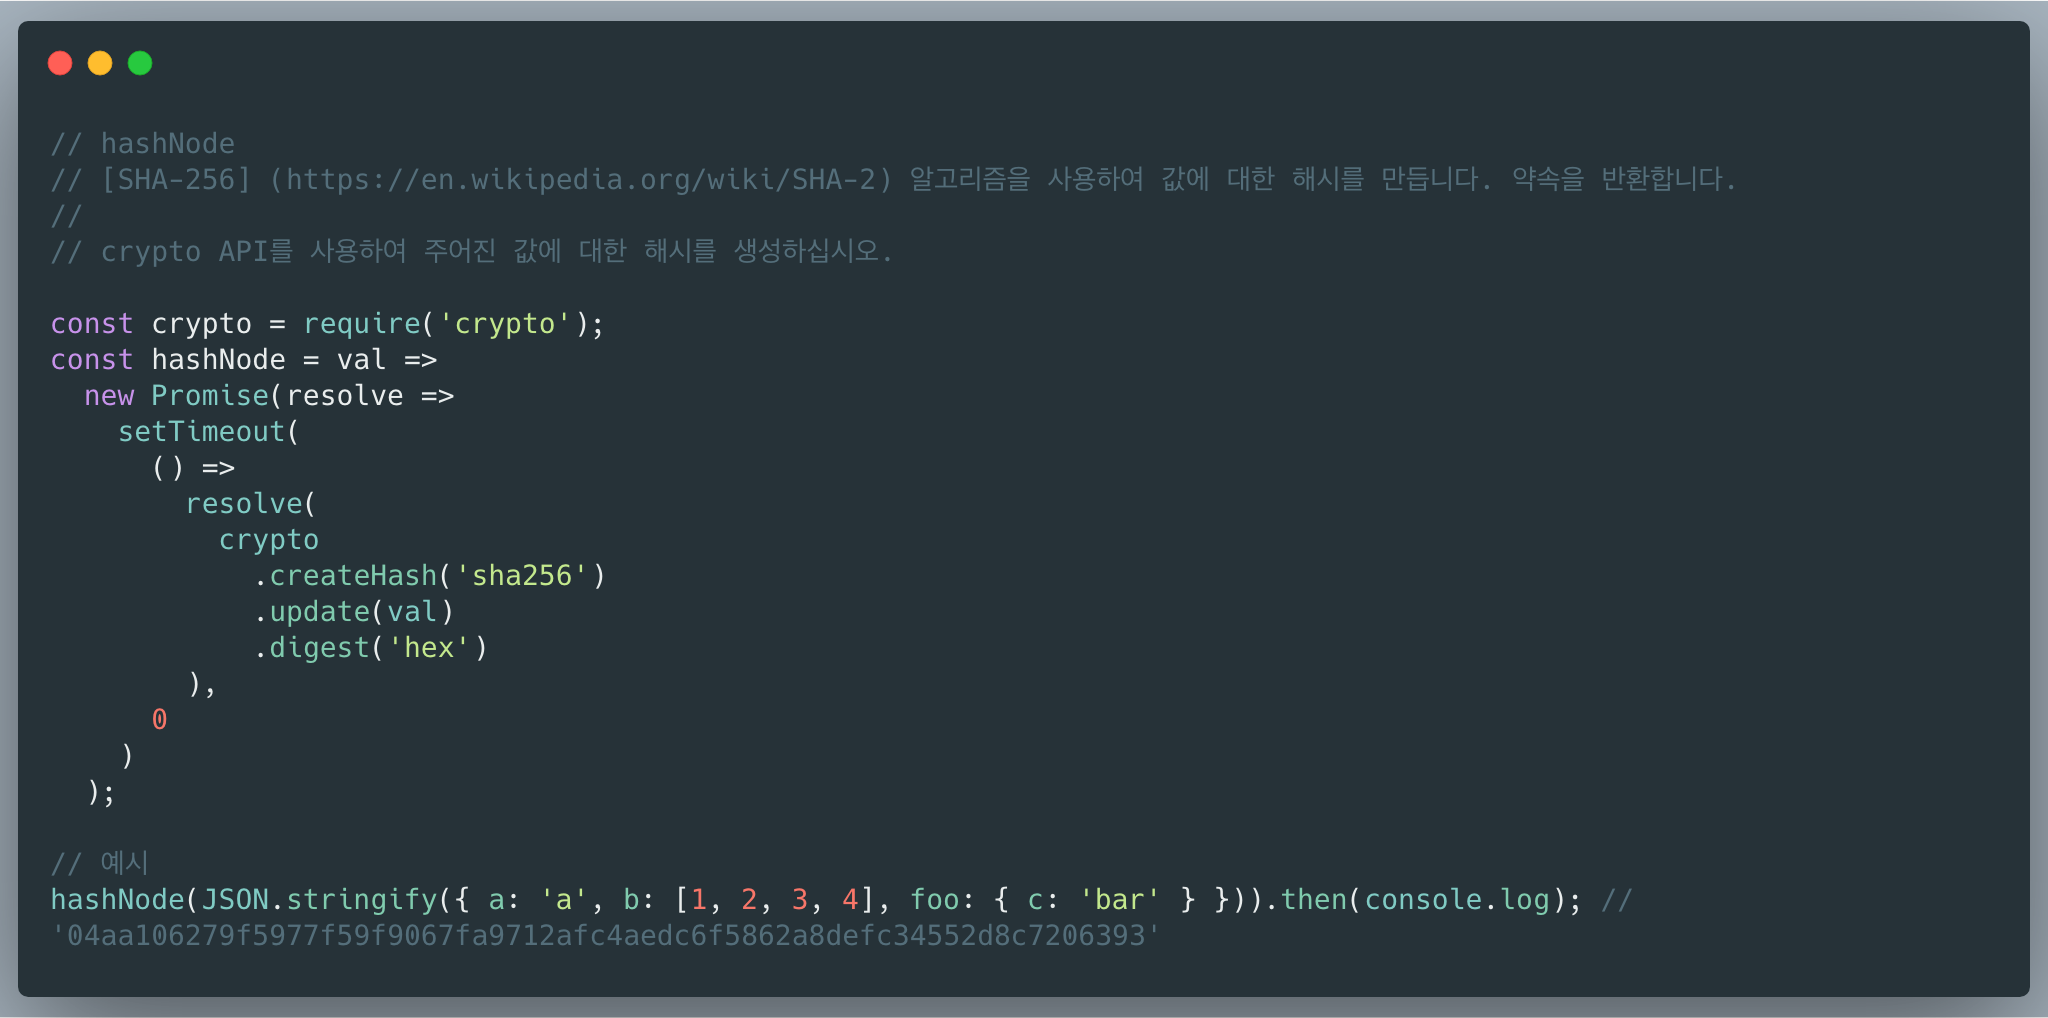 // hashNode
// [SHA-256] (https://en.wikipedia.org/wiki/SHA-2) 알고리즘을 사용하여 값에 대한 해시를 만듭니다. 약속을 반환합니다.
//
// crypto API를 사용하여 주어진 값에 대한 해시를 생성하십시오.
const crypto = require('crypto');
const hashNode = val =>
  new Promise(resolve =>
    setTimeout(
      () =>
        resolve(
          crypto
            .createHash('sha256')
            .update(val)
            .digest('hex')
        ),
      0
    )
  );
// 예시
hashNode(JSON.stringify({ a: 'a', b: [1, 2, 3, 4], foo: { c: 'bar' } })).then(console.log); //
'04aa106279f5977f59f9067fa9712afc4aedc6f5862a8defc34552d8c7206393'